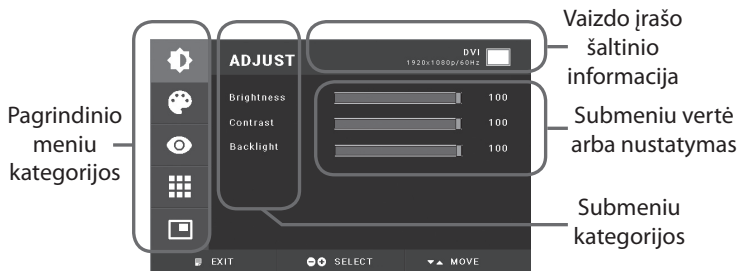 Pagrindinio
meniu
kategorijos
ADJUST
DVI
1920x1080p/60Hz
Brightness 100
Contrast 100
Backlight 100
EXIT SELECT MOVE
Vaizdo įrašo
šaltinio
informacija
Submeniu vertė
arba nustatymas
Submeniu
kategorijos